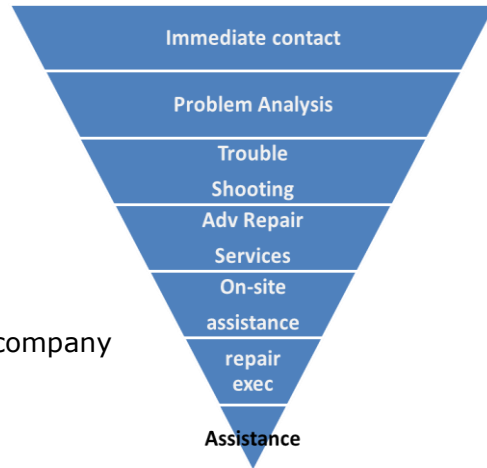 Immediate contact
Problem Analysis
Trouble
Shooting
Adv Repair
Services
On-site
assistance
company
repair
exec
Assistance